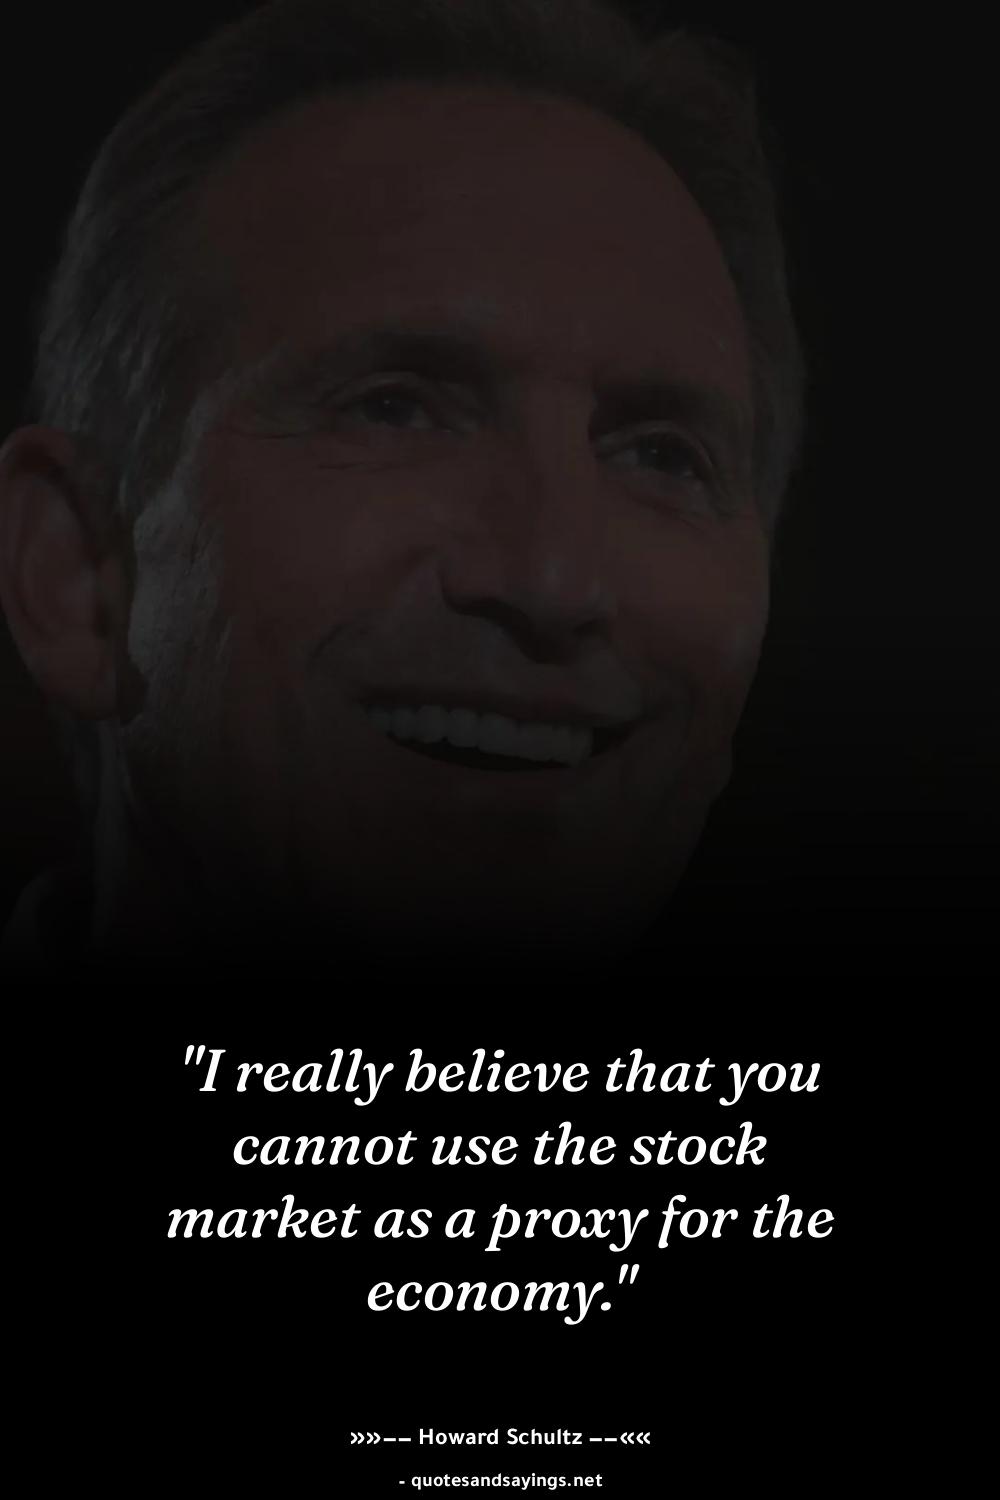 "I really believe that you
cannot use the stock
market as a proxy for the
economy."
»»−− Howard Schultz −−««
- quotesandsayings.net